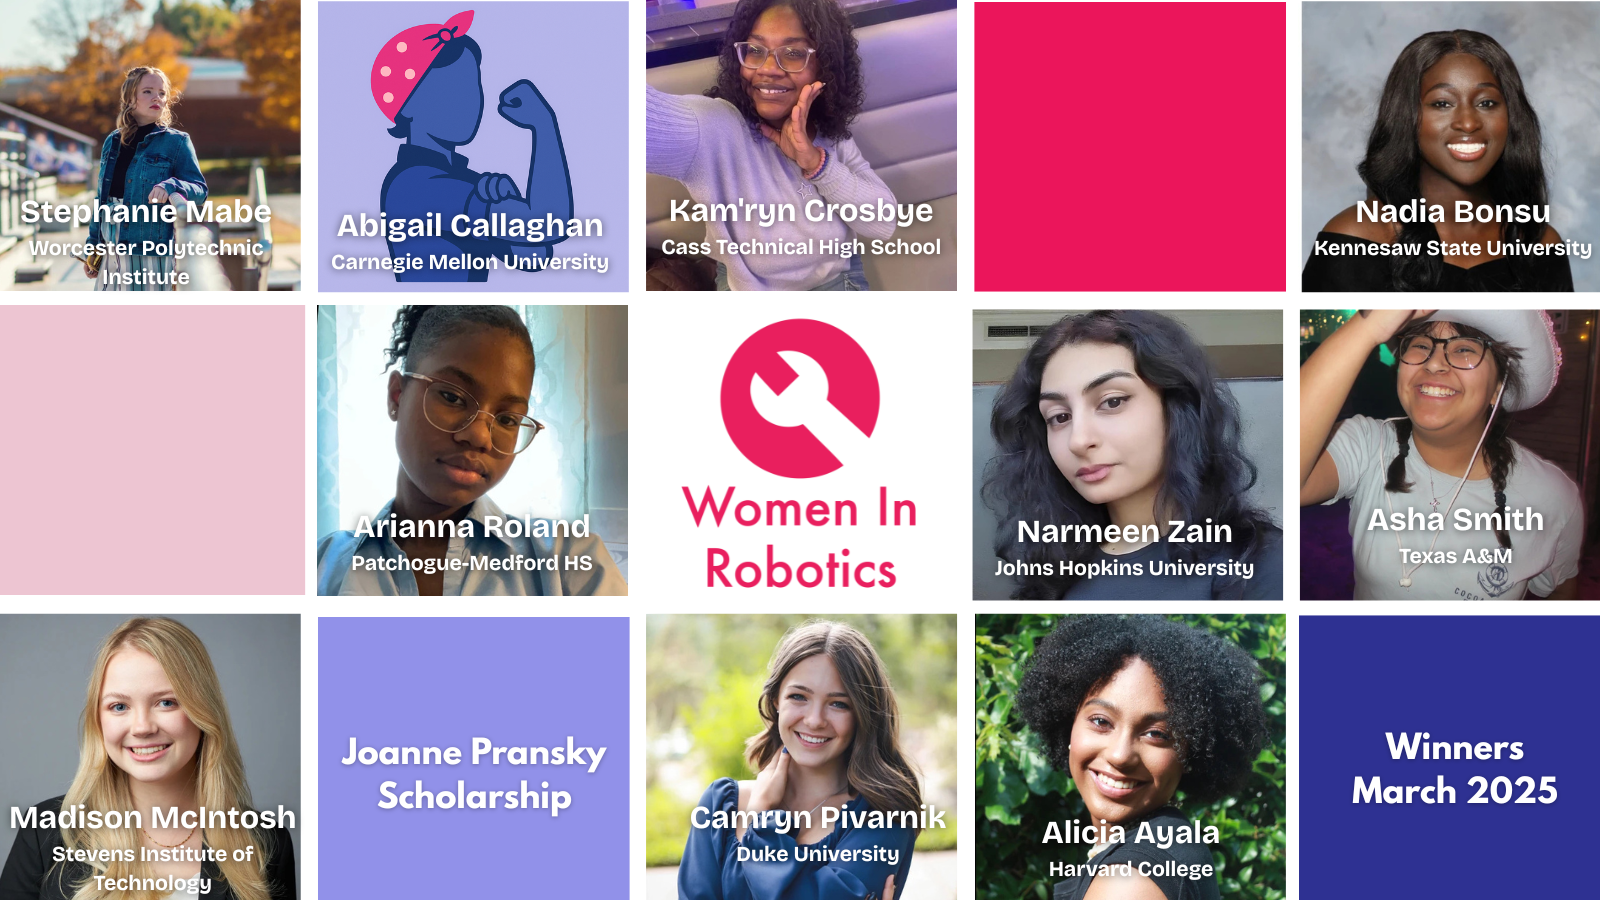 Stephanie Mabe
Worcester Polytechnic
Institute
Abigail Callaghan
Carnegie Mellon University
Kam'ryn Crosbye
Cass Technical High School
Nadia Bonsu
Kennesaw State University
Arianna Roland
Patchogue-Medford HS
Women In
Robotics
Narmeen Zain
Johns Hopkins University
Asha Smith
Texas A&M
Madison McIntosh
Stevens Institute of
Technology
Joanne Pransky
Scholarship
Camryn Pivarnik
Duke University
Alicia Ayala
Harvard College
Winners
March 2025